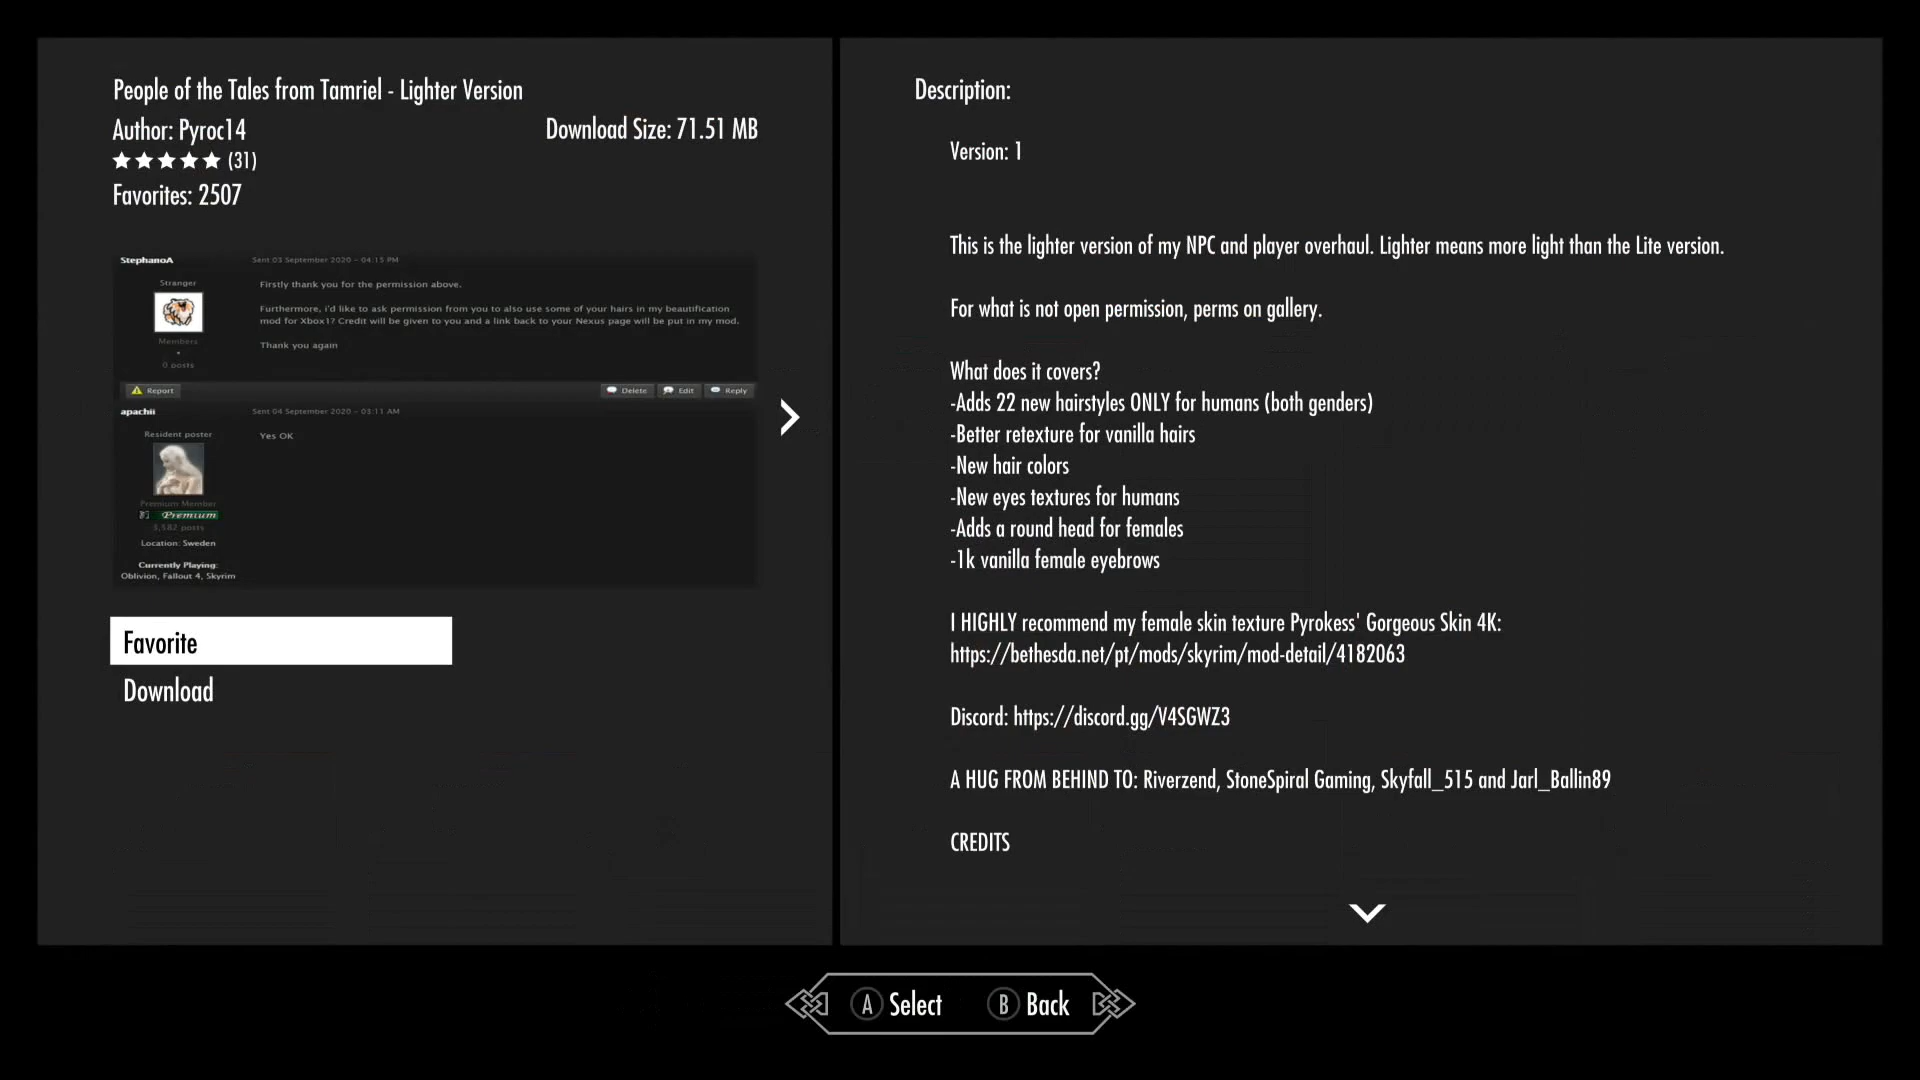 People of the Tales from Tamriel - Lighter Version
Author: Pyroc14
Download Size: 71.51 MB
(31)
Favorites: 2507
StephanoA
Sent 03 September 2020 - 04:15 PM
Stranger
Firstly thank you for the permission above.
Furthermore, i'd like to ask permission from you to also use some of your hairs in my beautification
mod for Xbox1? Credit will be given to you and a link back to your Nexus page will be put in my mod.
Members
Thank you again
0 posts
Report
Delete
Edit
Reply
apachii
Sent 04 September 2020 - 03:11 AM
Resident poster
Yes OK
Premium Member
Premium
3,582 posts
Location: Sweden
Currently Playing:
Oblivion, Fallout 4, Skyrim
Favorite
Download
Description:
Version: 1
This is the lighter version of my NPC and player overhaul. Lighter means more light than the Lite version.
For what is not open permission, perms on gallery.
What does it covers?
-Adds 22 new hairstyles ONLY for humans (both genders)
-Better retexture for vanilla hairs
-New hair colors
-New eyes textures for humans
-Adds a round head for females
-1k vanilla female eyebrows
I HIGHLY recommend my female skin texture Pyrokess' Gorgeous Skin 4K:
https://bethesda.net/pt/mods/skyrim/mod-detail/4182063
Discord: https://discord.gg/V4SGWZ3
A HUG FROM BEHIND TO: Riverzend, StoneSpiral Gaming, Skyfall_515 and Jarl_Ballin89
CREDITS
A Select
B Back